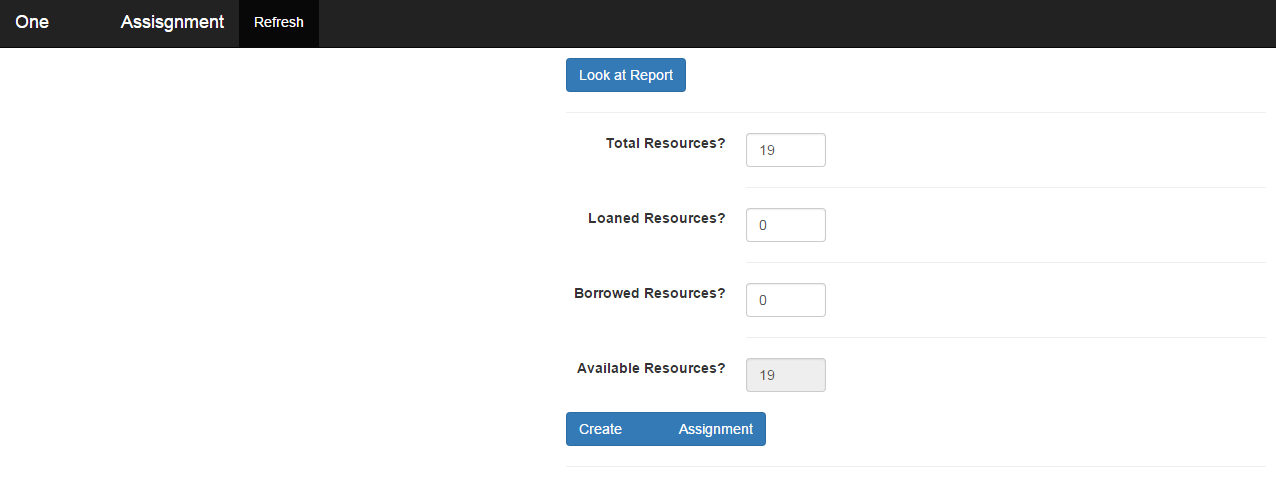 One Assisgnment Refresh
Look at Report
Total Resources? 19
Loaned Resources? 0
Borrowed Resources? 0
Available Resources? 19
Create Assignment